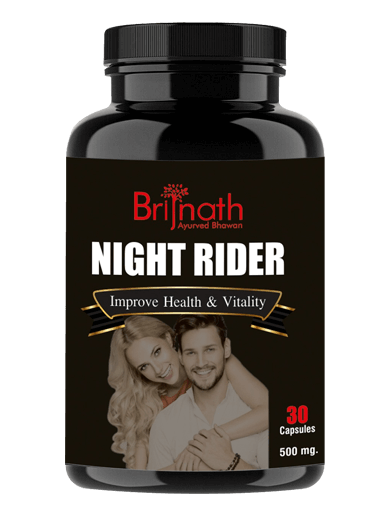 Brijnath
Ayurved Bhawan
NIGHT RIDER
Improve Health & Vitality
30
Capsules
500 mg.